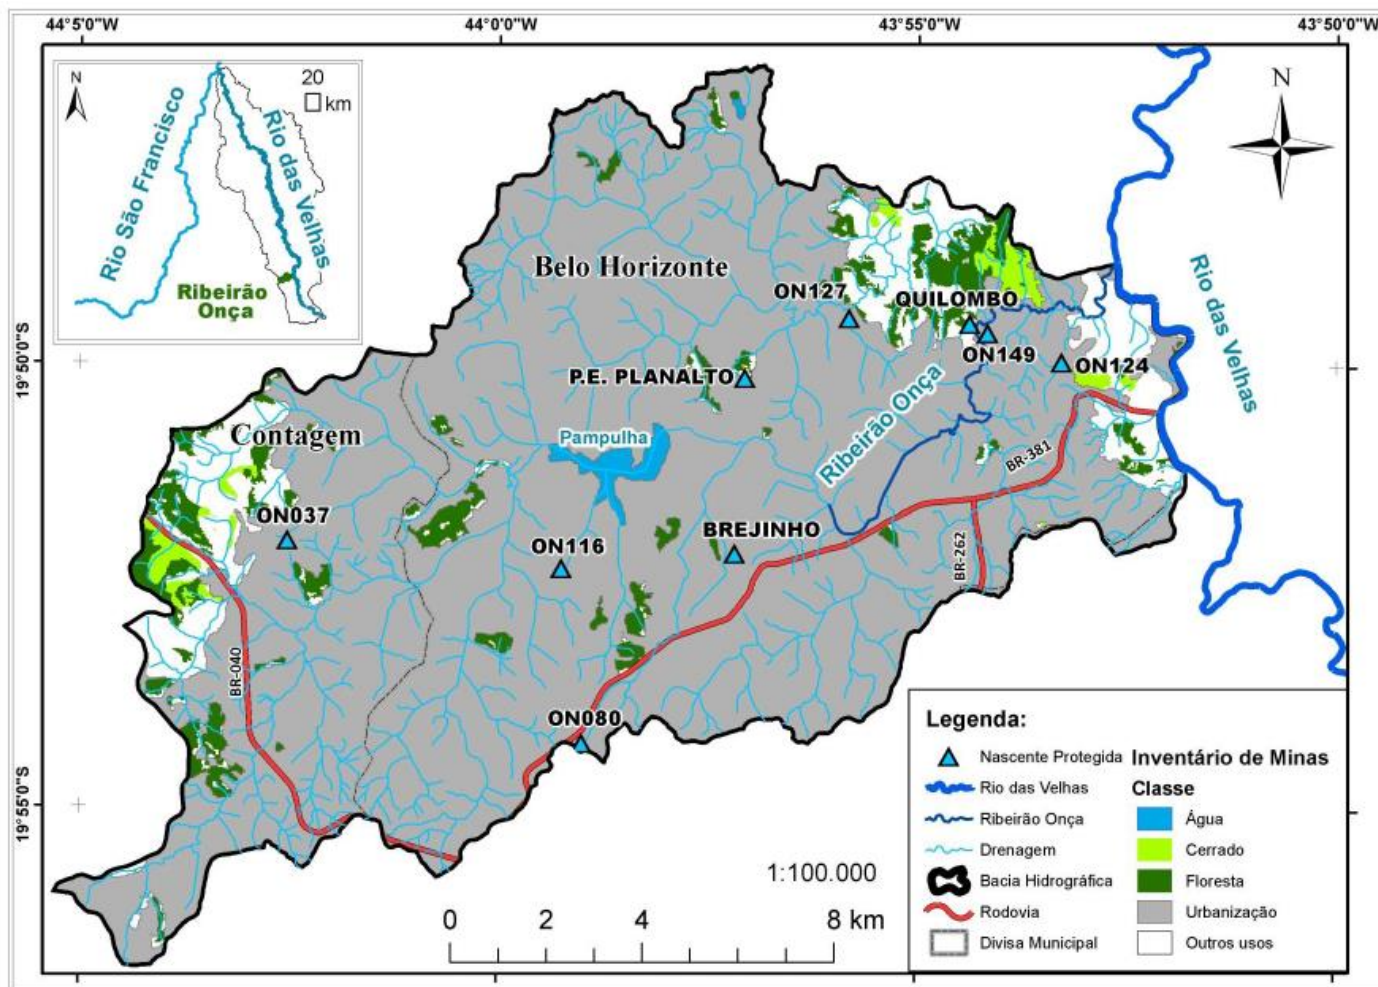 44°5'0"W
44°0'0"W
43°55'0"W
43°50'0"W
N
20
km
Rio São Francisco
Rio das Velhas
Ribeirão
Onça
N
Belo Horizonte
ON127
QUILOMBO
Rio das Velhas
ON149
ON124
19°50'0"S
P.E. PLANALTO
Contagem
Pampulha
Ribeirão Onça
BR-381
ON037
ON116
BREJINHO
BR-262
BR-040
ON080
19°55'0"S
1:100.000
0 2 4 8 km
Legenda:
Nascente Protegida
Rio das Velhas
Ribeirão Onça
Drenagem
Bacia Hidrográfica
Rodovia
Divisa Municipal
Inventário de Minas
Classe
Água
Cerrado
Floresta
Urbanização
Outros usos